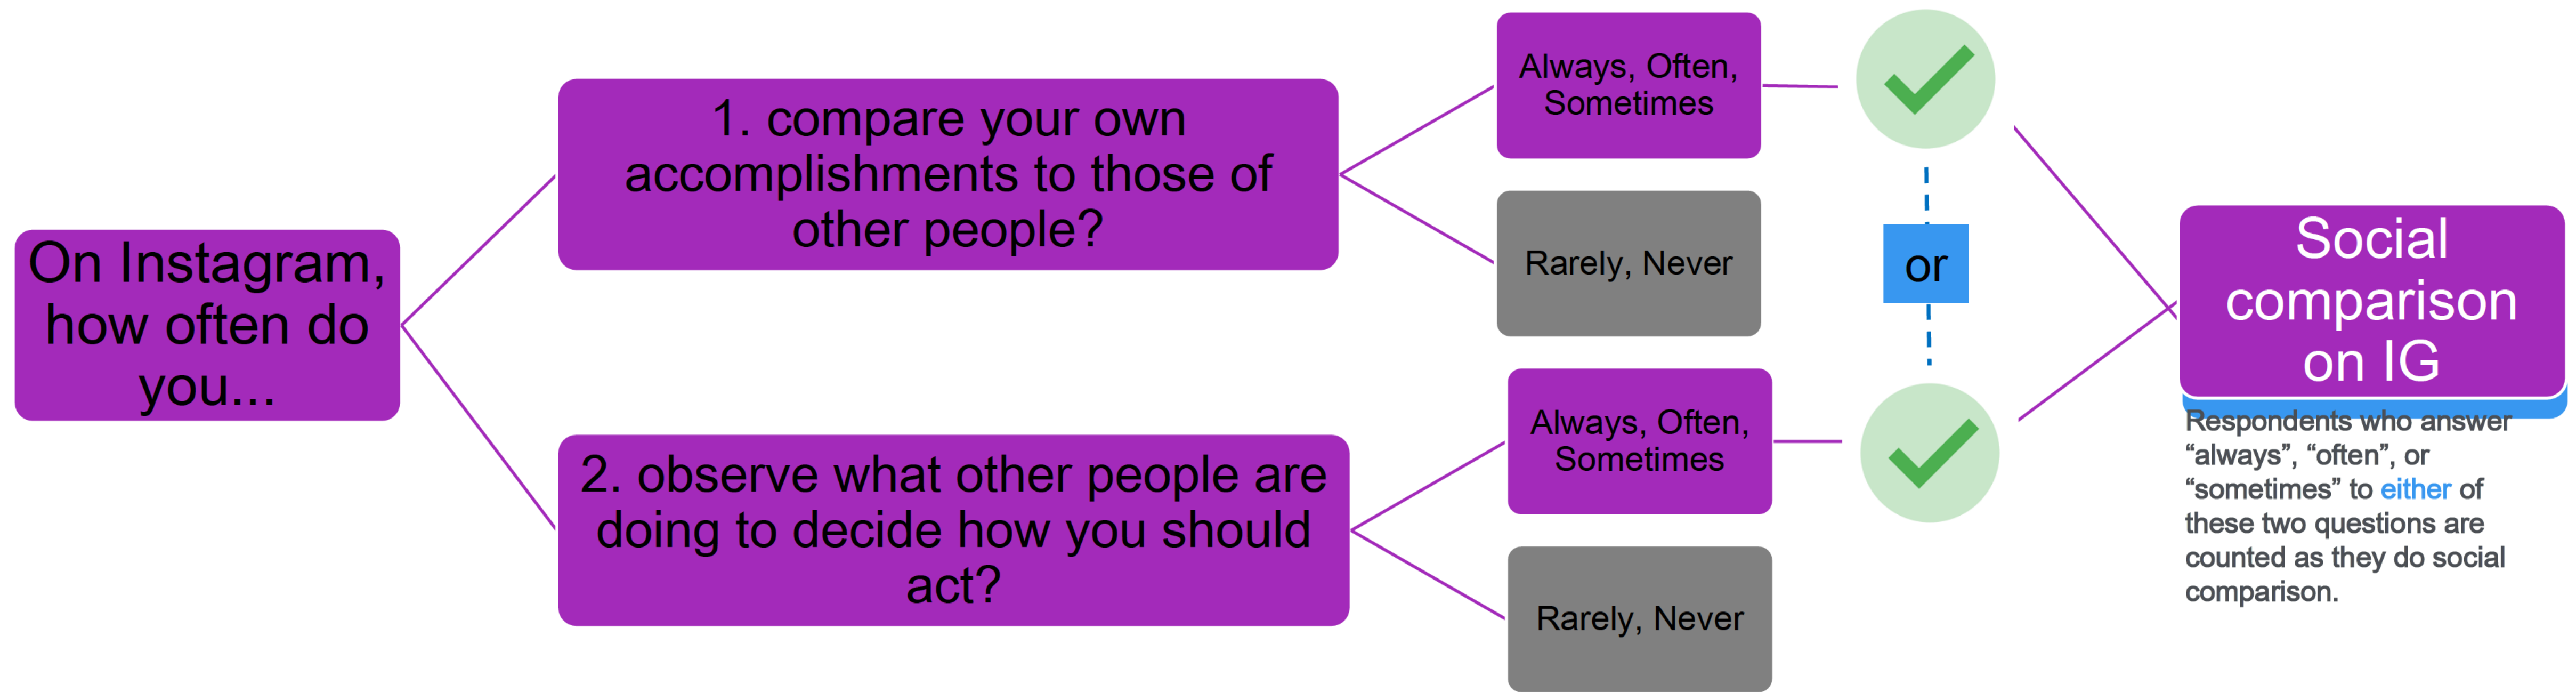 On Instagram,
how often do
you...
1. compare your own
accomplishments to those of
other people?
Always, Often,
Sometimes
Rarely, Never
2. observe what other people are
doing to decide how you should
act?
Always, Often,
Sometimes
Rarely, Never
or
Social
comparison
on IG
Respondents who answer
“always”, “often”, or
“sometimes” to either of
these two questions are
counted as they do social
comparison.